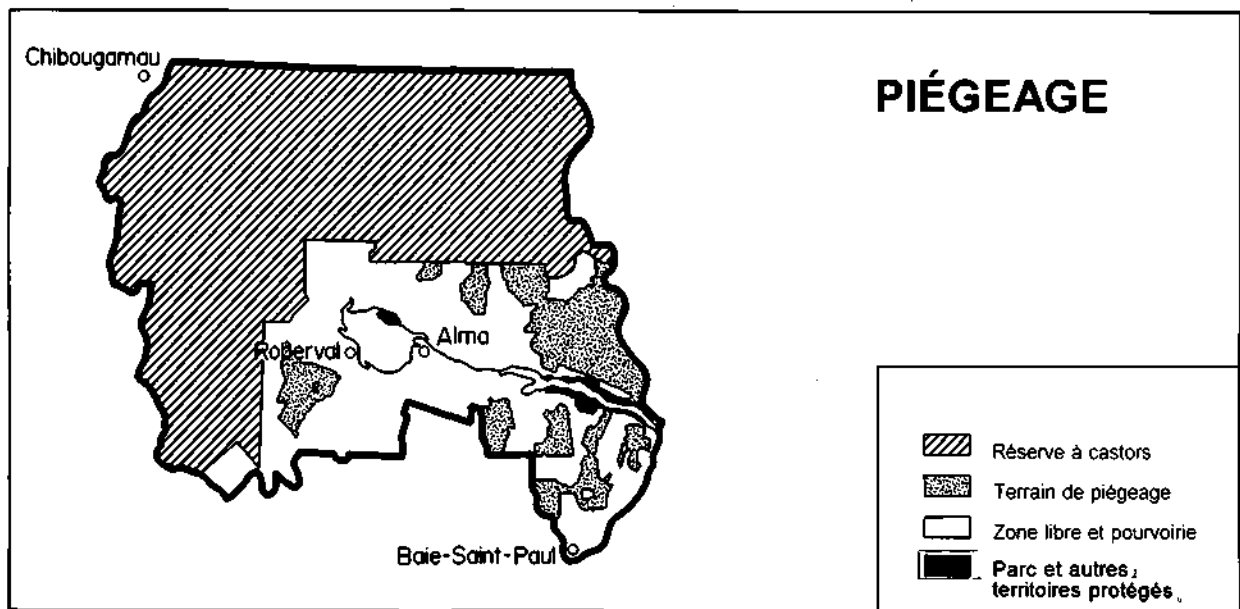 Chibougamau
PIÉGEAGE
Alma
Roberval
Baie-Saint-Paul
Réserve à castors
Terrain de piégeage
Zone libre et pourvoirie
Parc et autres
territoires protégés